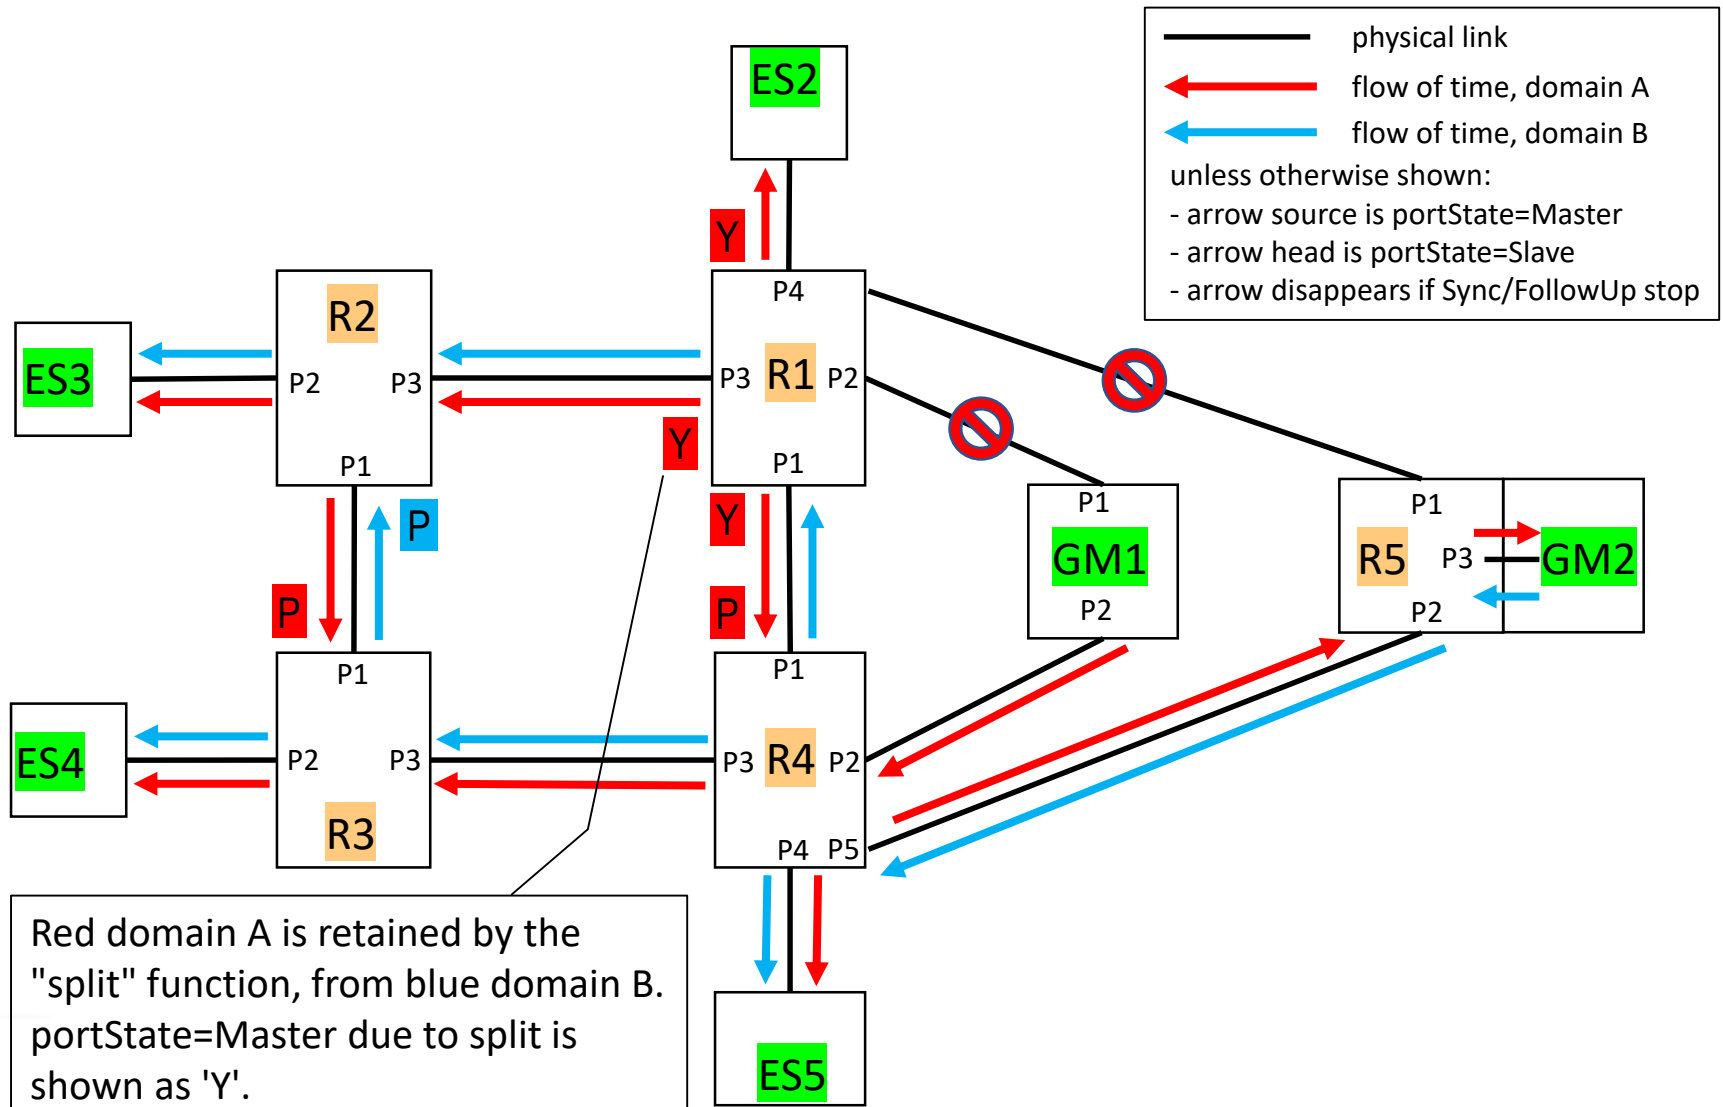 physical link
flow of time, domain A
flow of time, domain B
unless otherwise shown:
- arrow source is portState=Master
- arrow head is portState=Slave
- arrow disappears if Sync/FollowUp stop
ES2
Y
P4
R2
ES3
P2
P3
P1
P3
R1
P2
P1
Y
Y
P
P
P
P1
GM1
P2
P1
R5
P3
GM2
P2
P1
ES4
P2
P3
R3
P1
P3
R4
P2
P4
P5
Red domain A is retained by the
"split" function, from blue domain B.
portState=Master due to split is
shown as 'Y'.
ES5